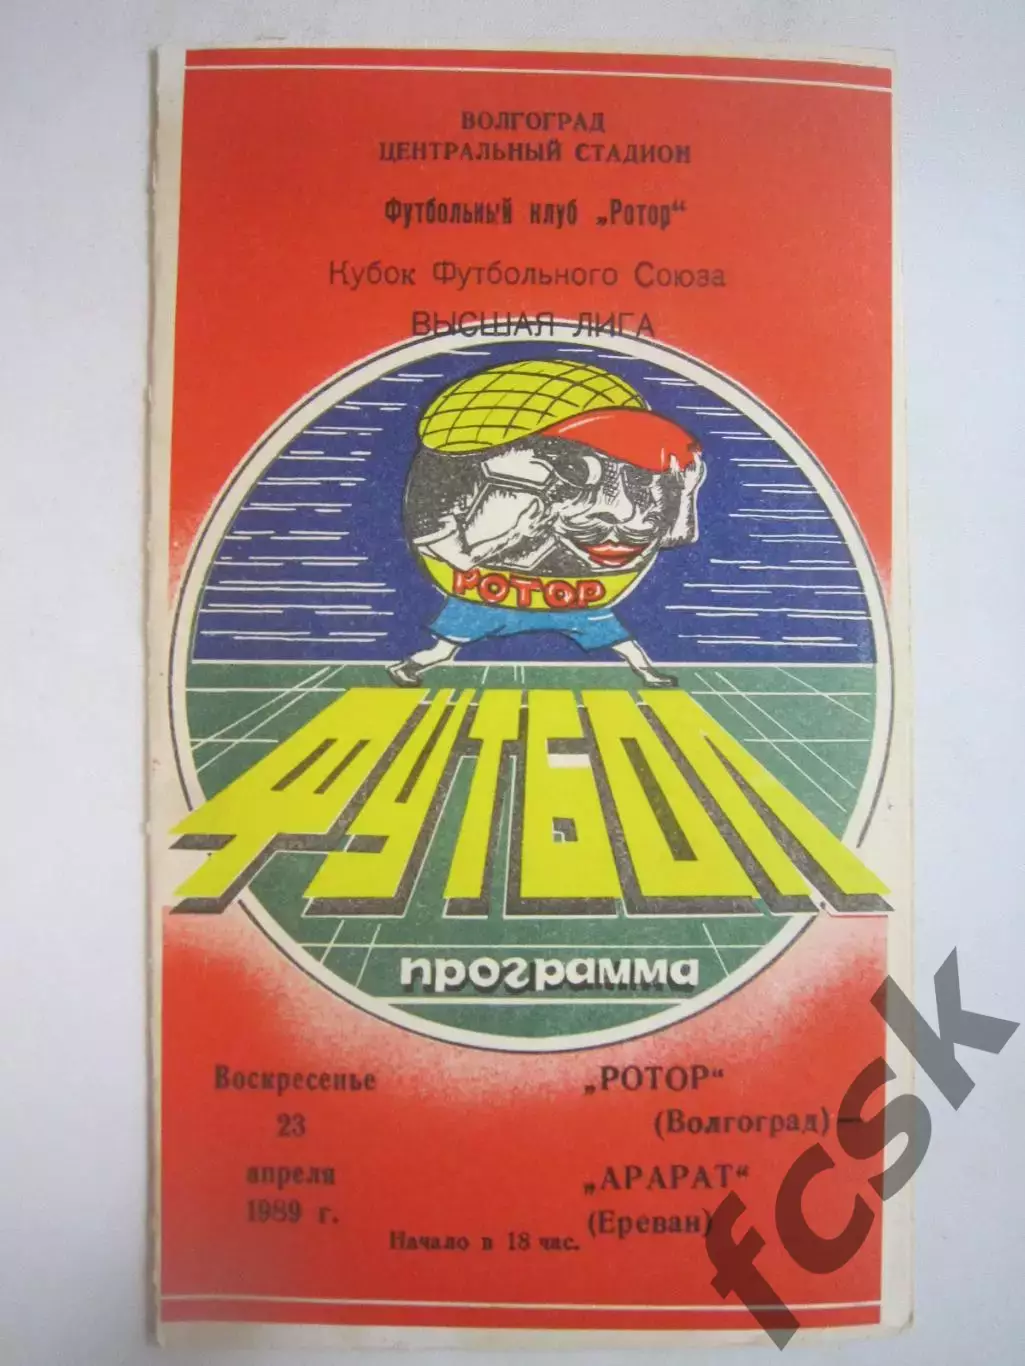 ВОЛГОГРАД
ЦЕНТРАЛЬНЫЙ СТАДИОН
Футбольный клуб „Ротор“
Кубок Футбольного Союза
ВЫСШАЯ ЛИГА
РОТОР
ФУТБОЛ
программа
Воскресенье
23
апреля
1989 г.
„РОТОР“
(Волгоград) —
„АРАРАТ“
(Ереван)
Начало в 18 час.
fcsk